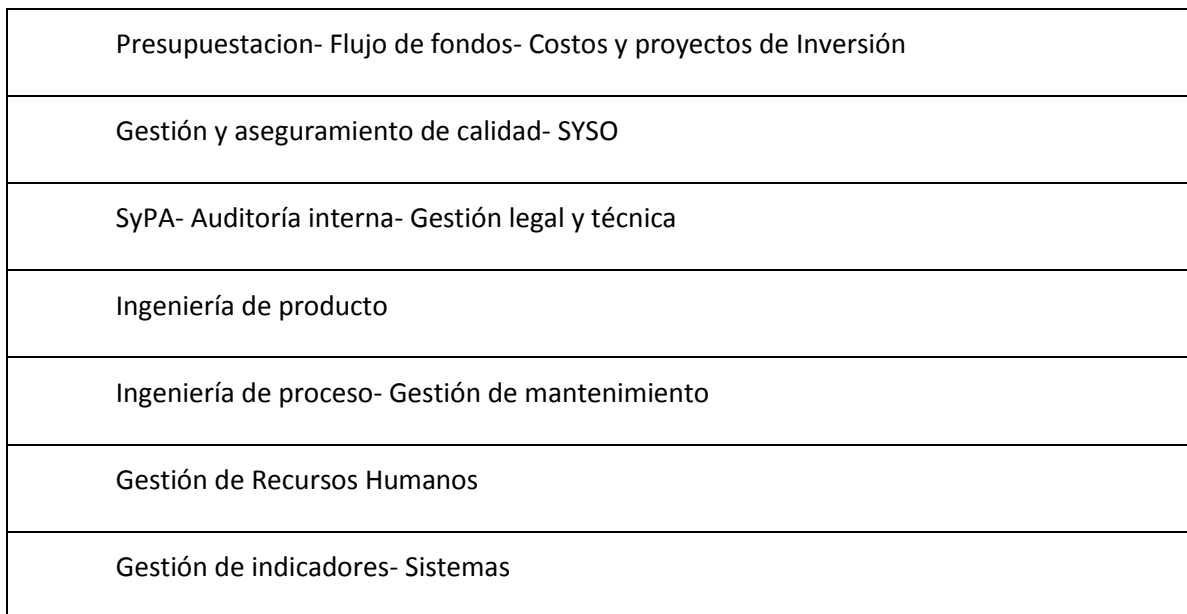 Presupuestacion- Flujo de fondos- Costos y proyectos de Inversión
Gestión y aseguramiento de calidad- SYSO
SyPA- Auditoría interna- Gestión legal y técnica
Ingeniería de producto
Ingeniería de proceso- Gestión de mantenimiento
Gestión de Recursos Humanos
Gestión de indicadores- Sistemas